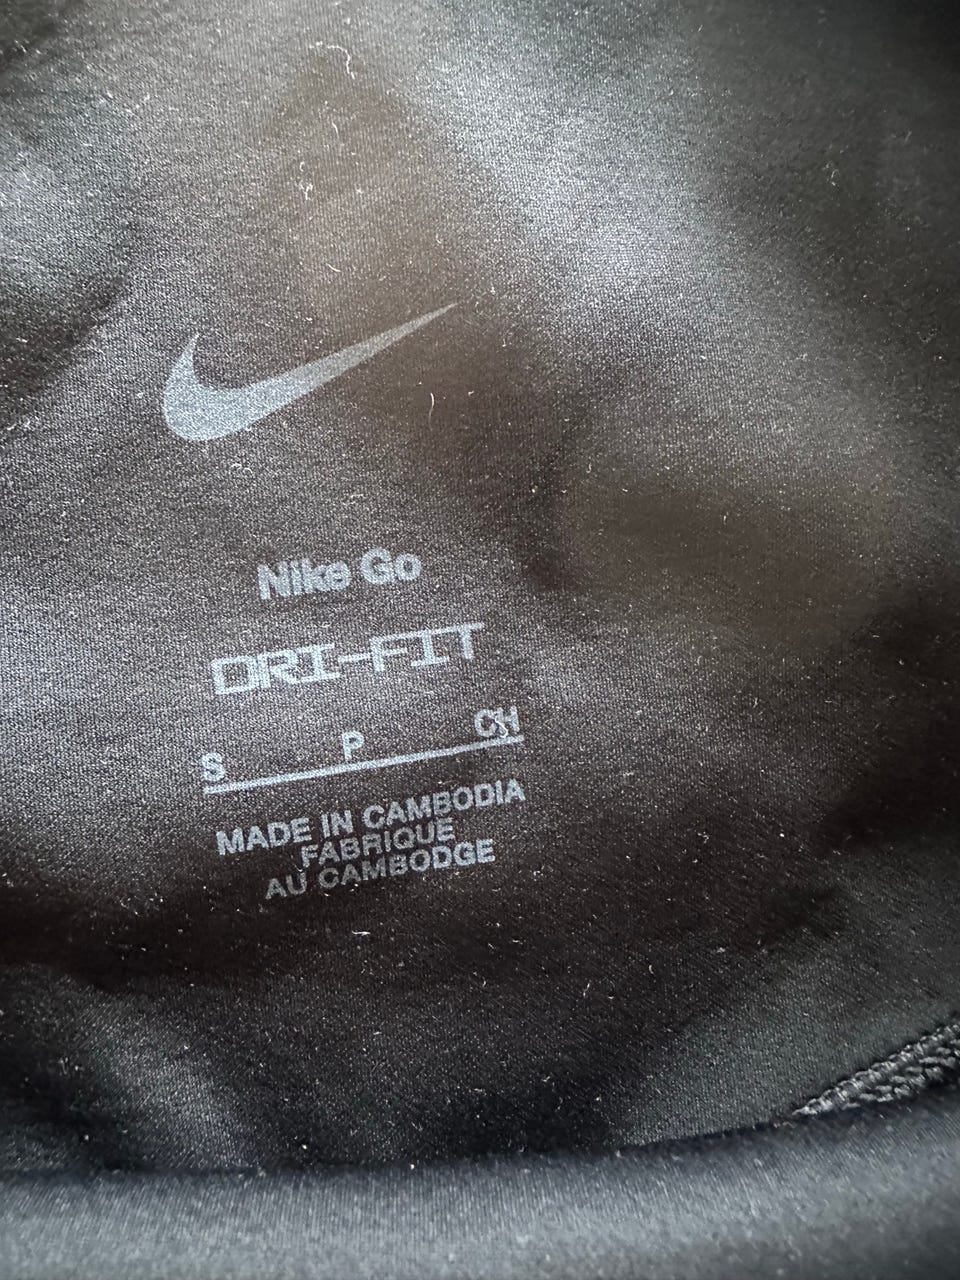 Nike Go
DRI-FIT
S P CH
MADE IN CAMBODIA
FABRIQUE
AU CAMBODGE